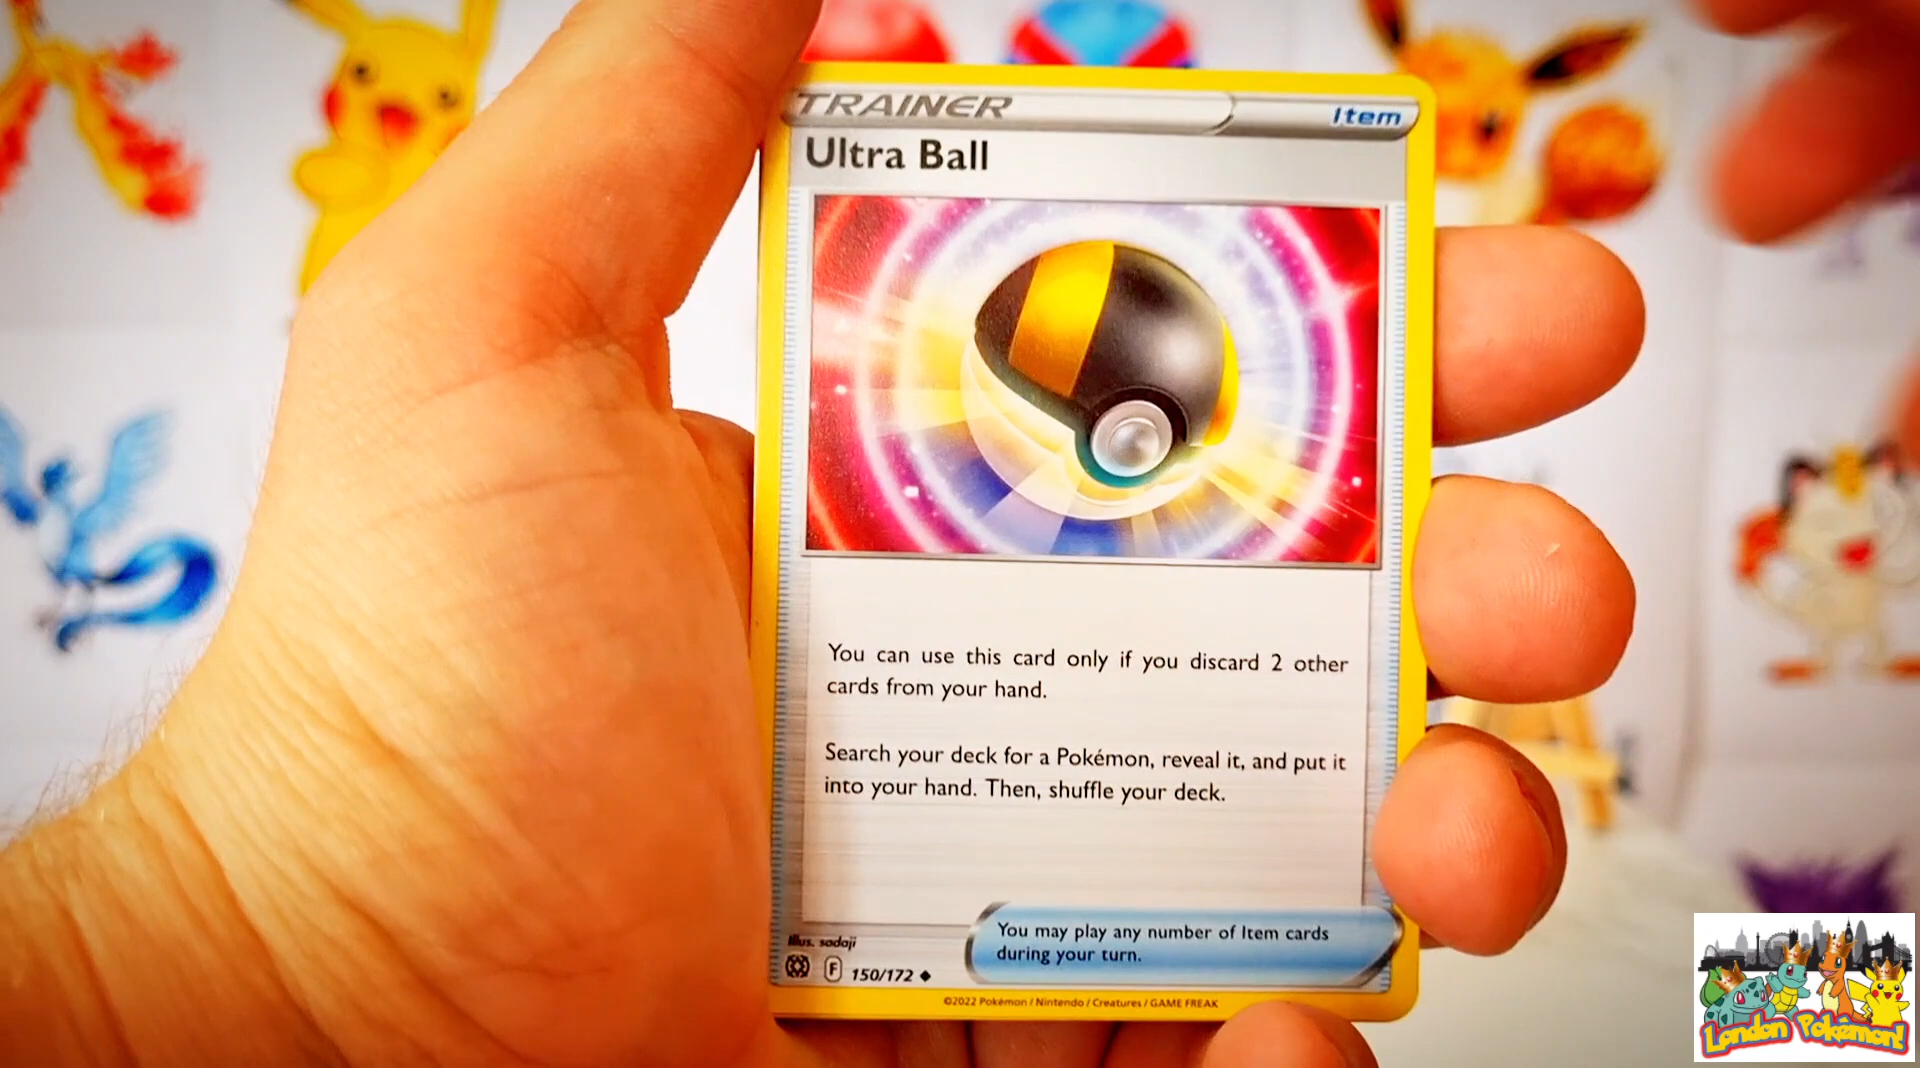 TRAINER
Item
Ultra Ball
You can use this card only if you discard 2 other
cards from your hand.
Search your deck for a Pokémon, reveal it, and put it
into your hand. Then, shuffle your deck.
You may play any number of Item cards
during your turn.
Illus. sadaji
F 150/172
©2022 Pokémon / Nintendo / Creatures / GAME FREAK
London Pokémon!